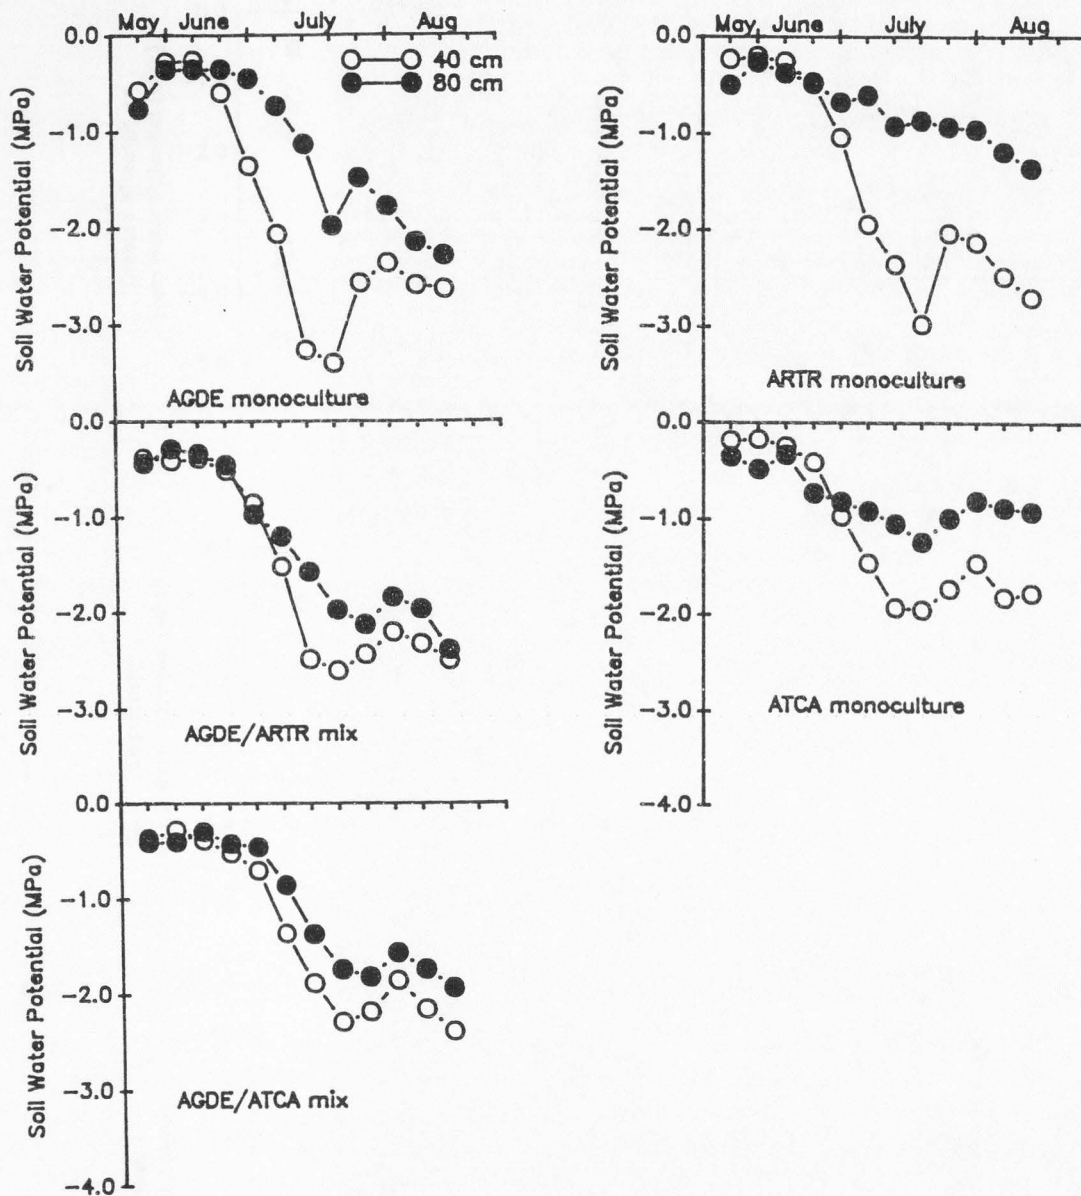 May June July Aug
0.0
-1.0
-2.0
-3.0
Soil Water Potential (MPa)
40 cm
80 cm
AGDE monoculture
May June July Aug
0.0
-1.0
-2.0
-3.0
Soil Water Potential (MPa)
ARTR monoculture
0.0
-1.0
-2.0
-3.0
Soil Water Potential (MPa)
AGDE/ARTR mix
0.0
-1.0
-2.0
-3.0
-4.0
Soil Water Potential (MPa)
ATCA monoculture
0.0
-1.0
-2.0
-3.0
-4.0
Soil Water Potential (MPa)
AGDE/ATCA mix